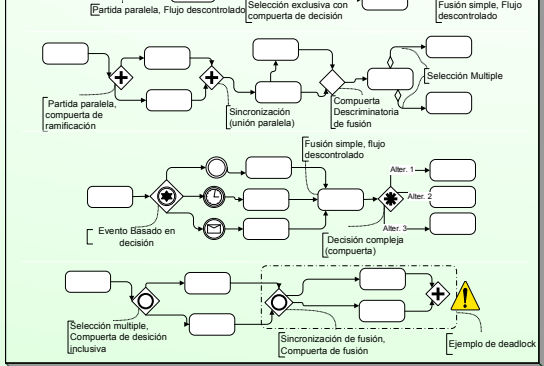 Partida paralela, Flujo descontrolado
Selección exclusiva con
compuerta de decisión
Fusión simple, Flujo
descontrolado
Partida paralela,
compuerta de
ramificación
Sincronización
(unión paralela)
Compuerta
Descriminatoria
de fusión
Selección Multiple
Fusión simple, flujo
descontrolado
Alter. 1
Alter. 2
Alter. 3
Evento Basado en
decisión
Decisión compleja
(compuerta)
Selección multiple,
Compuerta de desición
inclusiva
Sincronización de fusión,
Compuerta de fusión
Ejemplo de deadlock